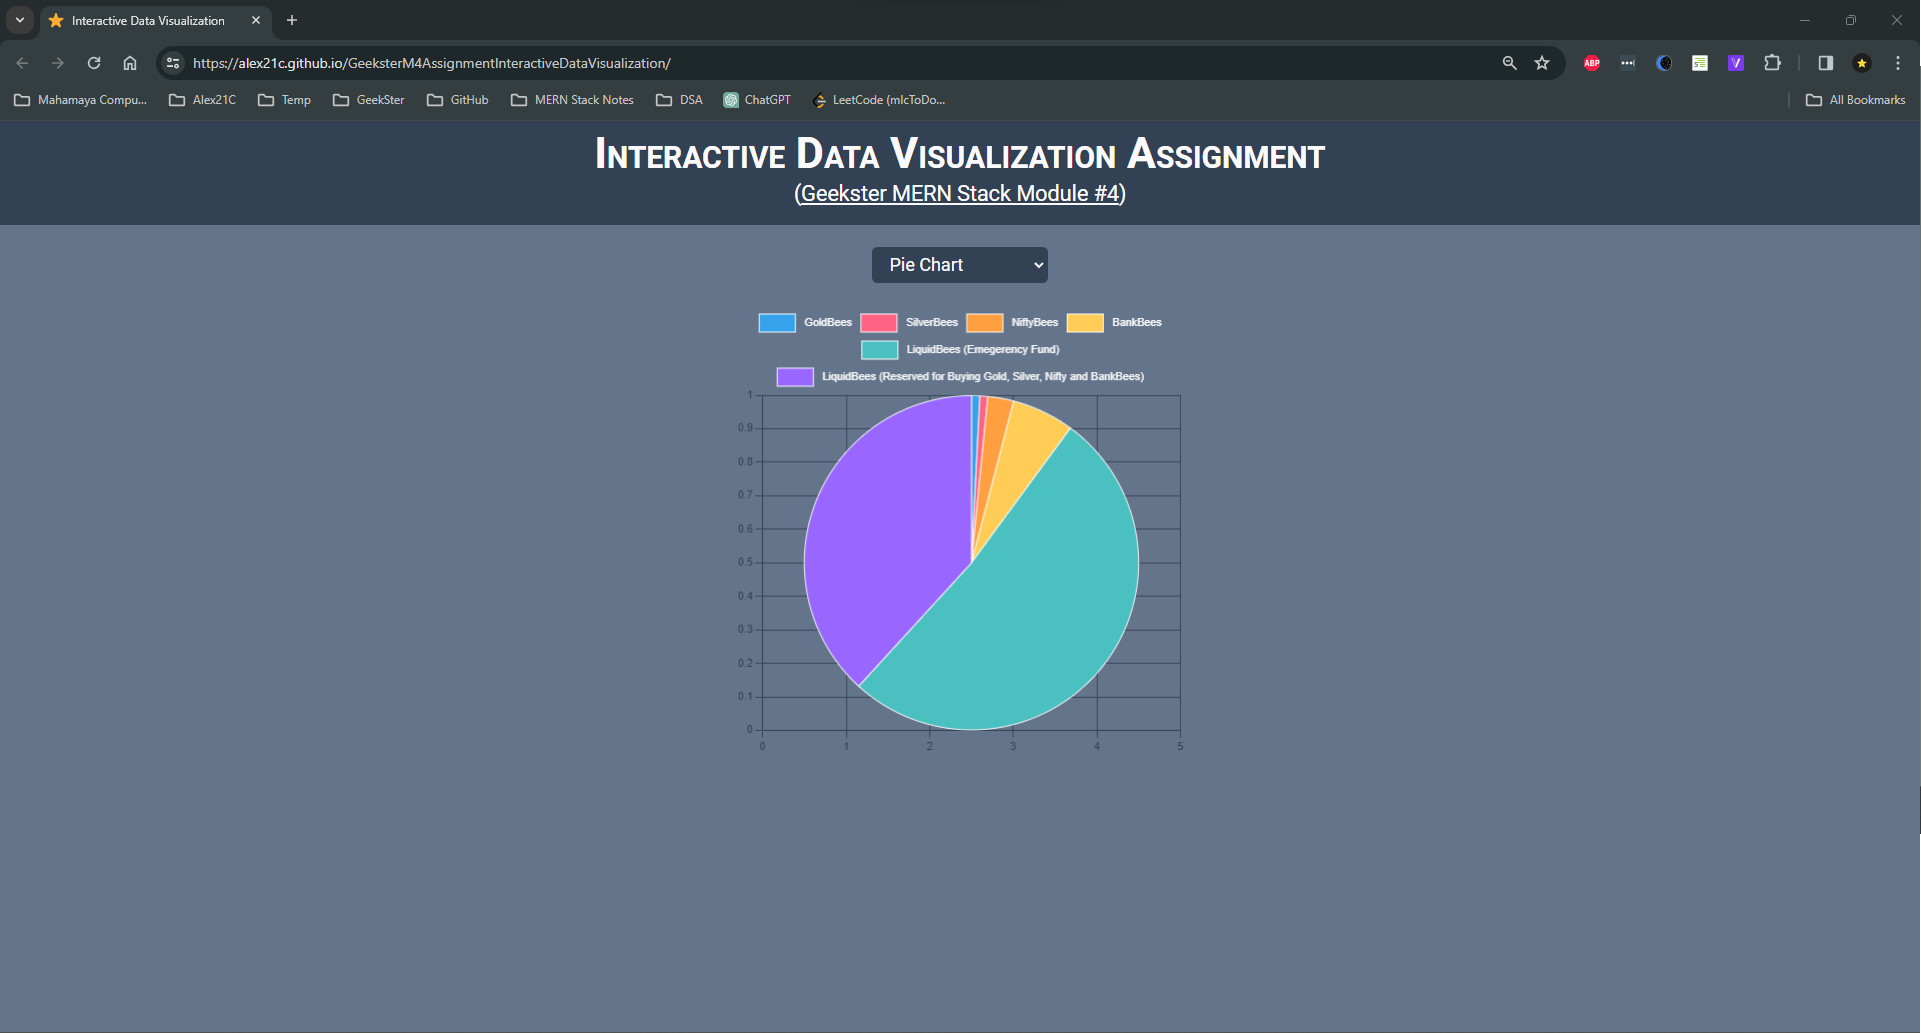 Interactive Data Visualization
https://alex21c.github.io/GeeksterM4AssignmentInteractiveDataVisualization/
ABP
Mahamaya Compu... Alex21C Temp GeekSter GitHub MERN Stack Notes DSA ChatGPT LeetCode (mIcToDo... All Bookmarks
Interactive Data Visualization Assignment
(Geekster MERN Stack Module #4)
Pie Chart
GoldBees SilverBees NiftyBees BankBees
LiquidBees (Emegerency Fund)
LiquidBees (Reserved for Buying Gold, Silver, Nifty and BankBees)
1
0.9
0.8
0.7
0.6
0.5
0.4
0.3
0.2
0.1
0
0 1 2 3 4 5